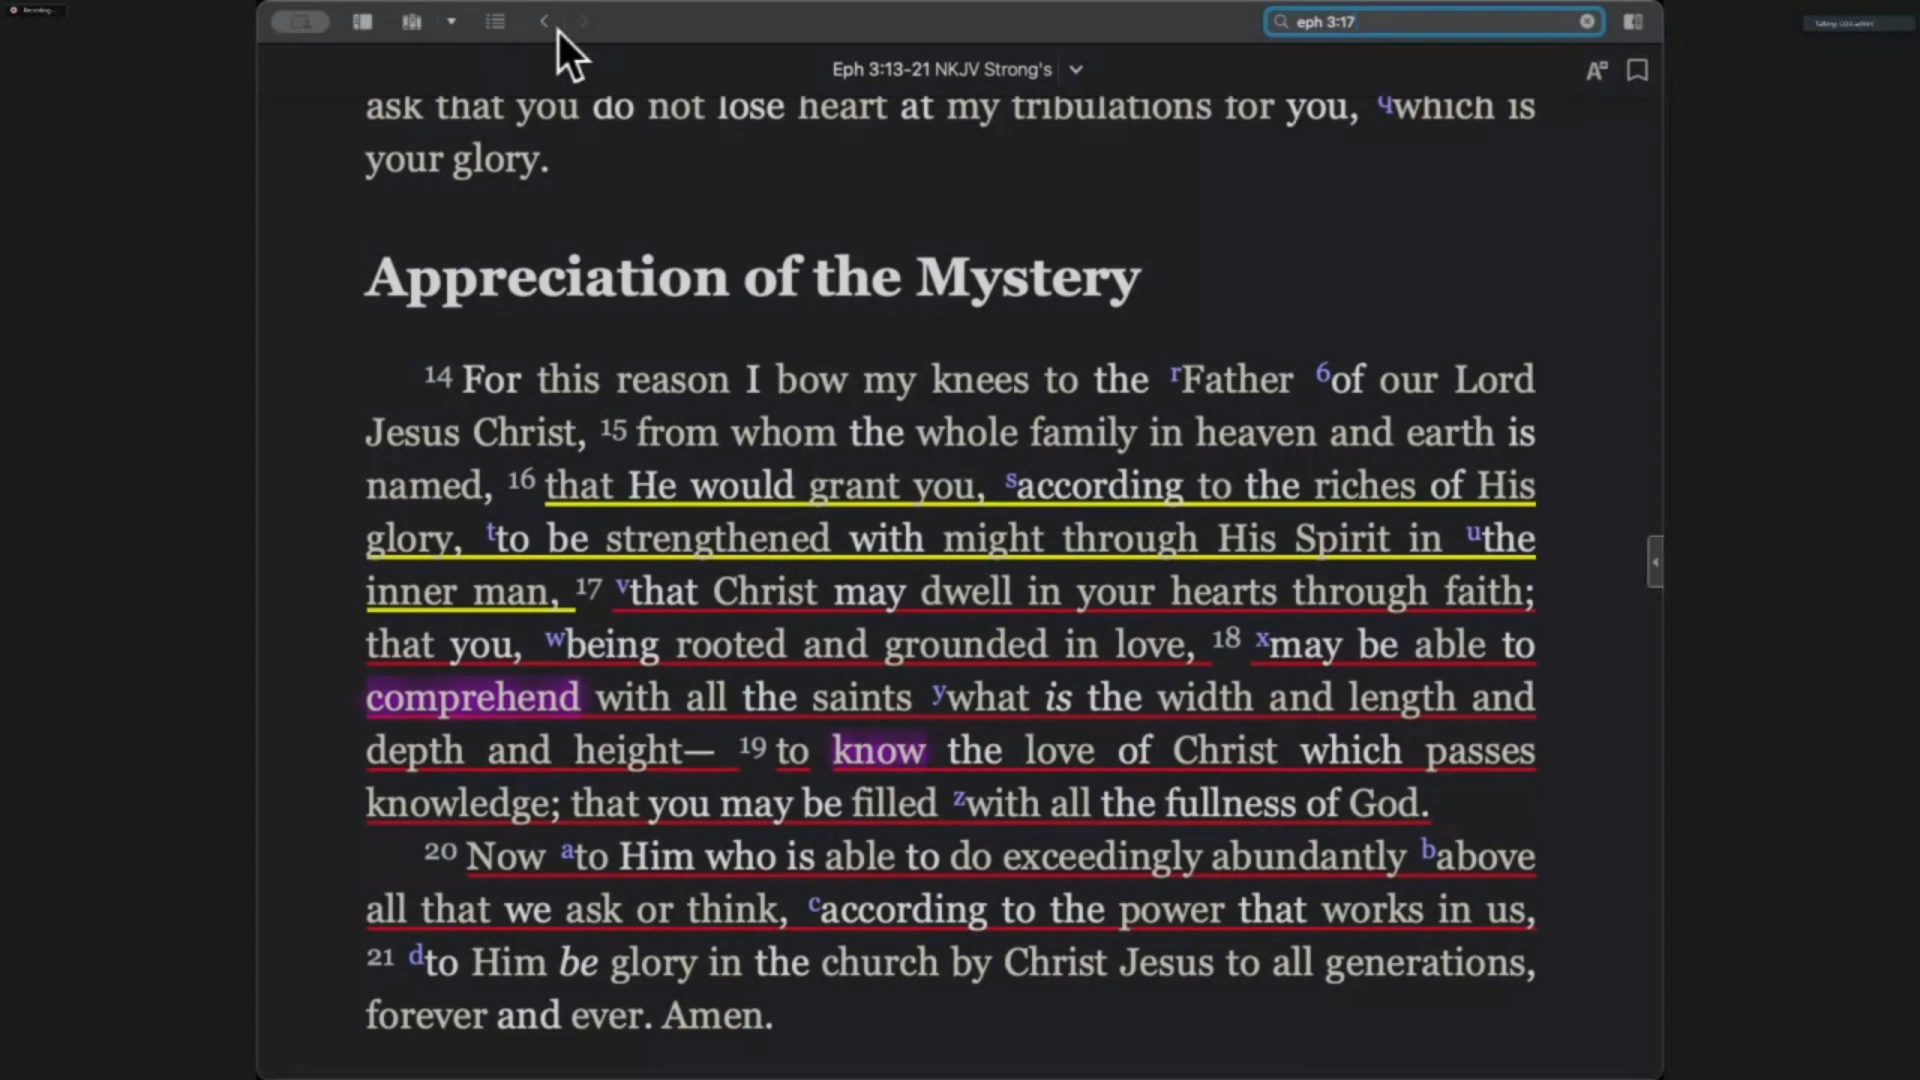 Recording...
eph 3:17
Eph 3:13-21 NKJV Strong's
ask that you do not lose heart at my tribulations for you, qwhich is
your glory.
Appreciation of the Mystery
14 For this reason I bow my knees to the rFather 6of our Lord
Jesus Christ, 15 from whom the whole family in heaven and earth is
named, 16 that He would grant you, saccording to the riches of His
glory, tto be strengthened with might through His Spirit in uthe
inner man, 17 vthat Christ may dwell in your hearts through faith;
that you, wbeing rooted and grounded in love, 18 xmay be able to
comprehend with all the saints ywhat is the width and length and
depth and height— 19 to know the love of Christ which passes
knowledge; that you may be filled zwith all the fullness of God.
20 Now ato Him who is able to do exceedingly abundantly babove
all that we ask or think, caccording to the power that works in us,
21 dto Him be glory in the church by Christ Jesus to all generations,
forever and ever. Amen.